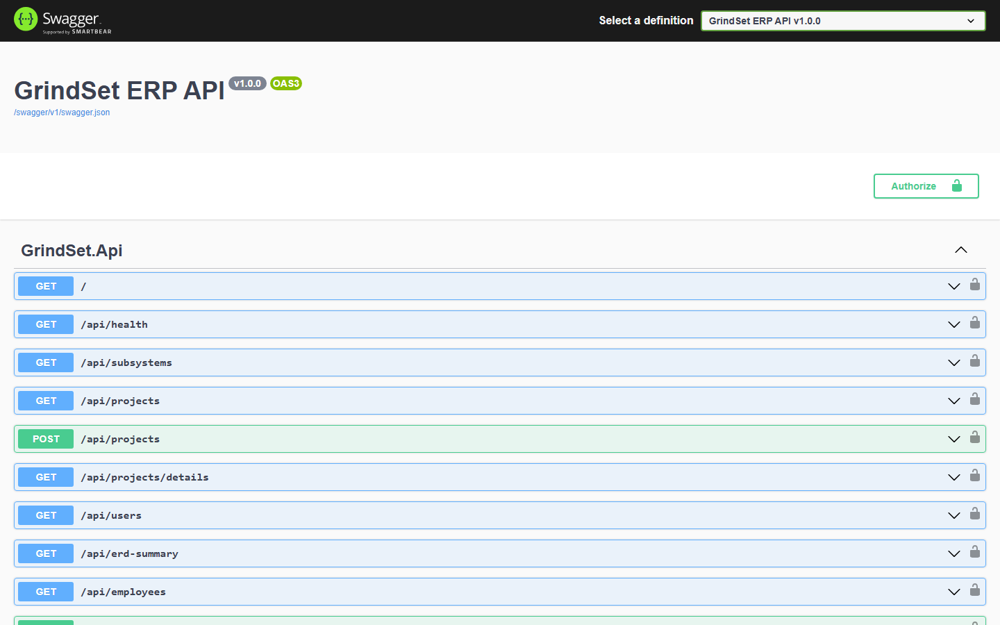 Swagger
Supported by SMARTBEAR
Select a definition
GrindSet ERP API v1.0.0
GrindSet ERP API v1.0.0 OAS3
/swagger/v1/swagger.json
Authorize
GrindSet.Api
GET /
GET /api/health
GET /api/subsystems
GET /api/projects
POST /api/projects
GET /api/projects/details
GET /api/users
GET /api/erd-summary
GET /api/employees